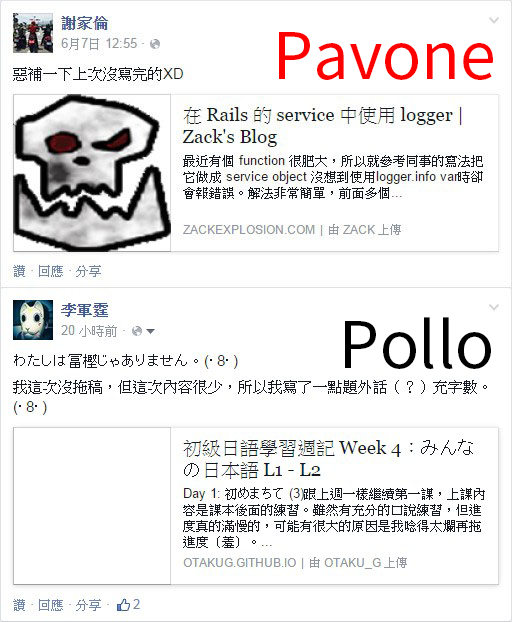 謝家倫
6月7日 12:55 ·
Pavone
惡補一下上次沒寫完的XD
在 Rails 的 service 中使用 logger |
Zack's Blog
最近有個 function 很肥大，所以就參考同事的寫法把
它做成 service object 沒想到使用logger.info var時卻
會報錯誤。解法非常簡單，前面多個...
ZACKEXPLOSION.COM | 由 ZACK 上傳
讚 · 回應 · 分享
李軍霆
20 小時前 ·
Pollo
わたしは冨樫じゃありません。(· 8· )
我這次沒拖稿，但這次內容很少，所以我寫了一點題外話（？）充字數。
(· 8· )
初級日語學習週記 Week 4：みんな
の日本語 L1 - L2
Day 1: 初めまちて (3)跟上週一樣繼續第一課，上課內
容是課本後面的練習。雖然有充分的口說練習，但進
度真的滿慢的，可能有很大的原因是我唸得太爛再拖
進度〔羞〕。...
OTAKUG.GITHUB.IO | 由 OTAKU_G 上傳
讚 · 回應 · 分享 · 2